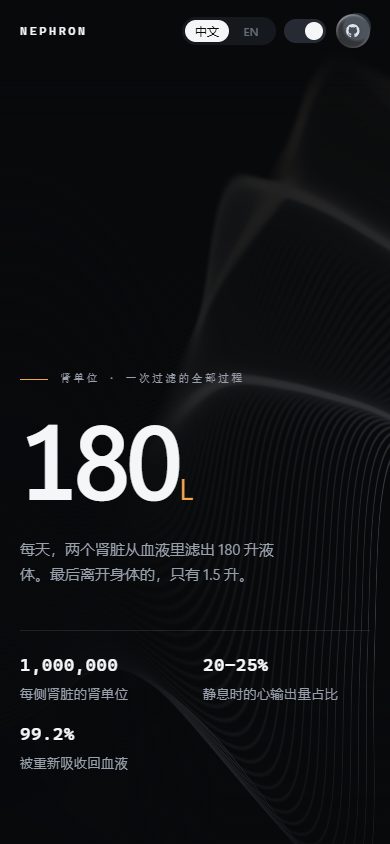 NEPHRON
中文
EN
肾单位 · 一次过滤的全部过程
180L
每天，两个肾脏从血液里滤出 180 升液
体。最后离开身体的，只有 1.5 升。
1,000,000
每侧肾脏的肾单位
20–25%
静息时的心输出量占比
99.2%
被重新吸收回血液